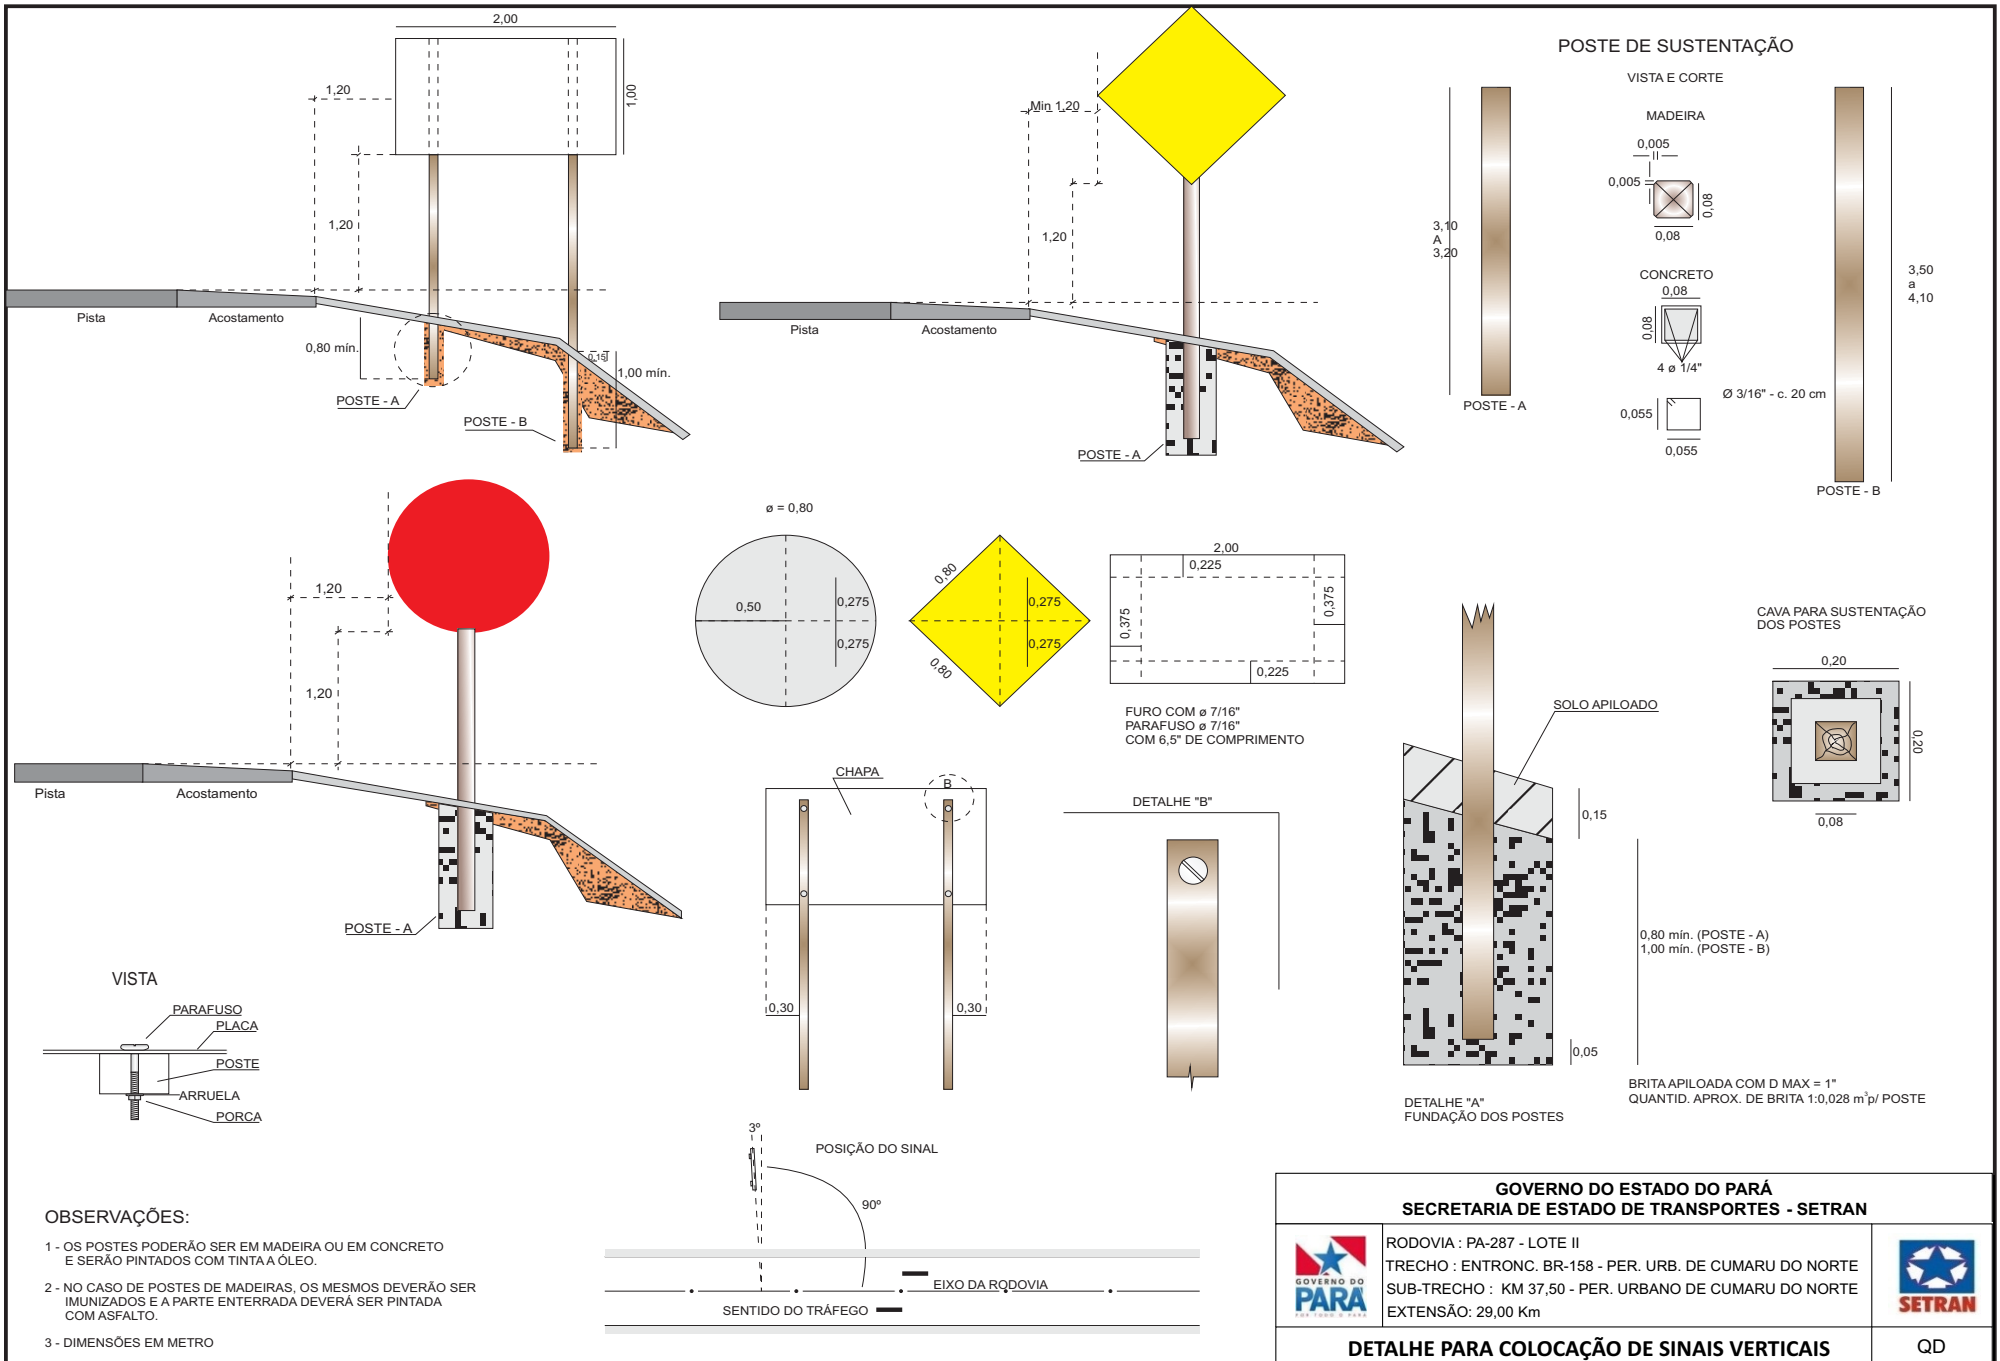 2,00
1,20
1,00
1,20
Pista
Acostamento
0,80 mín.
0,15
1,00 mín.
POSTE - A
POSTE - B
Min 1,20
1,20
Pista
Acostamento
POSTE - A
POSTE DE SUSTENTAÇÃO
VISTA E CORTE
MADEIRA
0,005
0,005
0,08
0,08
CONCRETO
0,08
0,08
4 ø 1/4"
0,055
0,055
Ø 3/16" - c. 20 cm
3,10
A
3,20
POSTE - A
3,50
a
4,10
POSTE - B
1,20
1,20
Pista
Acostamento
POSTE - A
ø = 0,80
0,50
0,275
0,275
0,80
0,80
0,275
0,275
2,00
0,225
0,375
0,375
0,225
FURO COM ø 7/16"
PARAFUSO ø 7/16"
COM 6,5" DE COMPRIMENTO
CHAPA
B
0,30
0,30
DETALHE "B"
SOLO APILOADO
0,15
0,80 mín. (POSTE - A)
1,00 mín. (POSTE - B)
0,05
DETALHE "A"
FUNDAÇÃO DOS POSTES
BRITA APILOADA COM D MAX = 1"
QUANTID. APROX. DE BRITA 1:0,028 m³p/ POSTE
CAVA PARA SUSTENTAÇÃO
DOS POSTES
0,20
0,20
0,08
VISTA
PARAFUSO
PLACA
POSTE
ARRUELA
PORCA
3º
POSIÇÃO DO SINAL
90º
EIXO DA RODOVIA
SENTIDO DO TRÁFEGO
OBSERVAÇÕES:
1 - OS POSTES PODERÃO SER EM MADEIRA OU EM CONCRETO
E SERÃO PINTADOS COM TINTA A ÓLEO.
2 - NO CASO DE POSTES DE MADEIRAS, OS MESMOS DEVERÃO SER
IMUNIZADOS E A PARTE ENTERRADA DEVERÁ SER PINTADA
COM ASFALTO.
3 - DIMENSÕES EM METRO
GOVERNO DO ESTADO DO PARÁ
SECRETARIA DE ESTADO DE TRANSPORTES - SETRAN
GOVERNO DO
PARÁ
POR TODO O PARÁ
RODOVIA : PA-287 - LOTE II
TRECHO : ENTRONC. BR-158 - PER. URB. DE CUMARU DO NORTE
SUB-TRECHO : KM 37,50 - PER. URBANO DE CUMARU DO NORTE
EXTENSÃO: 29,00 Km
SETRAN
DETALHE PARA COLOCAÇÃO DE SINAIS VERTICAIS
QD